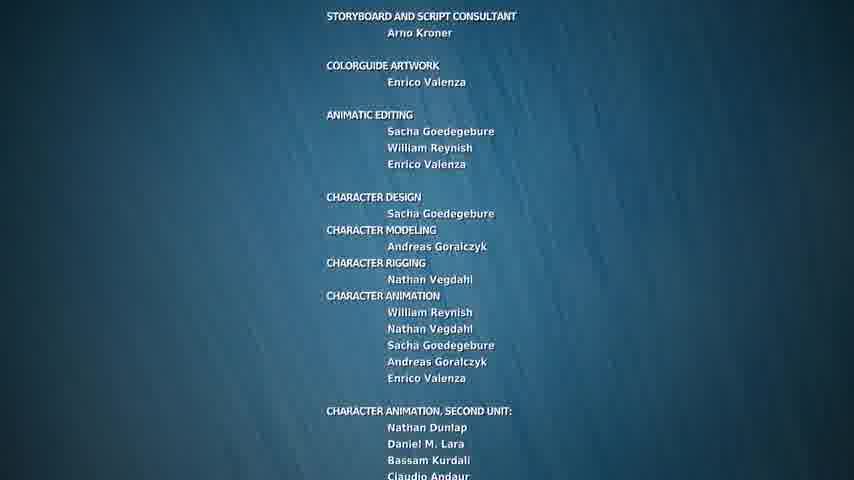 STORYBOARD AND SCRIPT CONSULTANT
Arno Kroner
COLORGUIDE ARTWORK
Enrico Valenza
ANIMATIC EDITING
Sacha Goedegebure
William Reynish
Enrico Valenza
CHARACTER DESIGN
Sacha Goedegebure
CHARACTER MODELING
Andreas Goralczyk
CHARACTER RIGGING
Nathan Vegdahl
CHARACTER ANIMATION
William Reynish
Nathan Vegdahl
Sacha Goedegebure
Andreas Goralczyk
Enrico Valenza
CHARACTER ANIMATION, SECOND UNIT:
Nathan Dunlap
Daniel M. Lara
Bassam Kurdali
Claudio Andaur